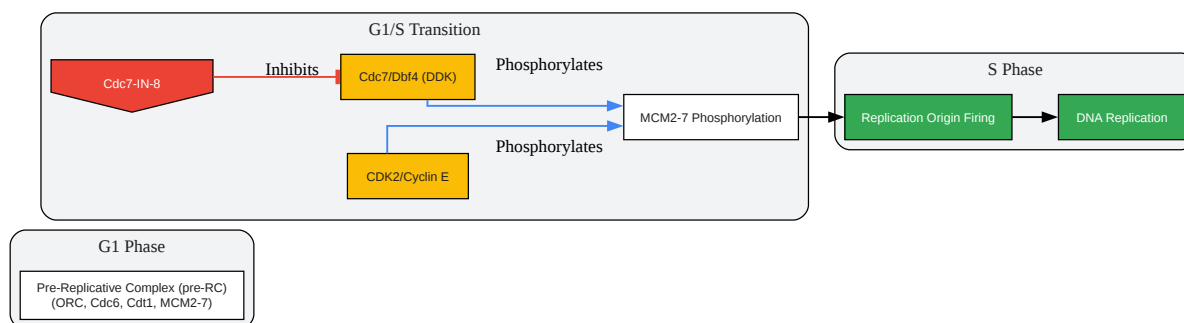 G1/S Transition
Cdc7-IN-8
Inhibits
Cdc7/Dbf4 (DDK)
Phosphorylates
MCM2-7 Phosphorylation
Phosphorylates
CDK2/Cyclin E
S Phase
Replication Origin Firing
DNA Replication
G1 Phase
Pre-Replicative Complex (pre-RC)
(ORC, Cdc6, Cdt1, MCM2-7)